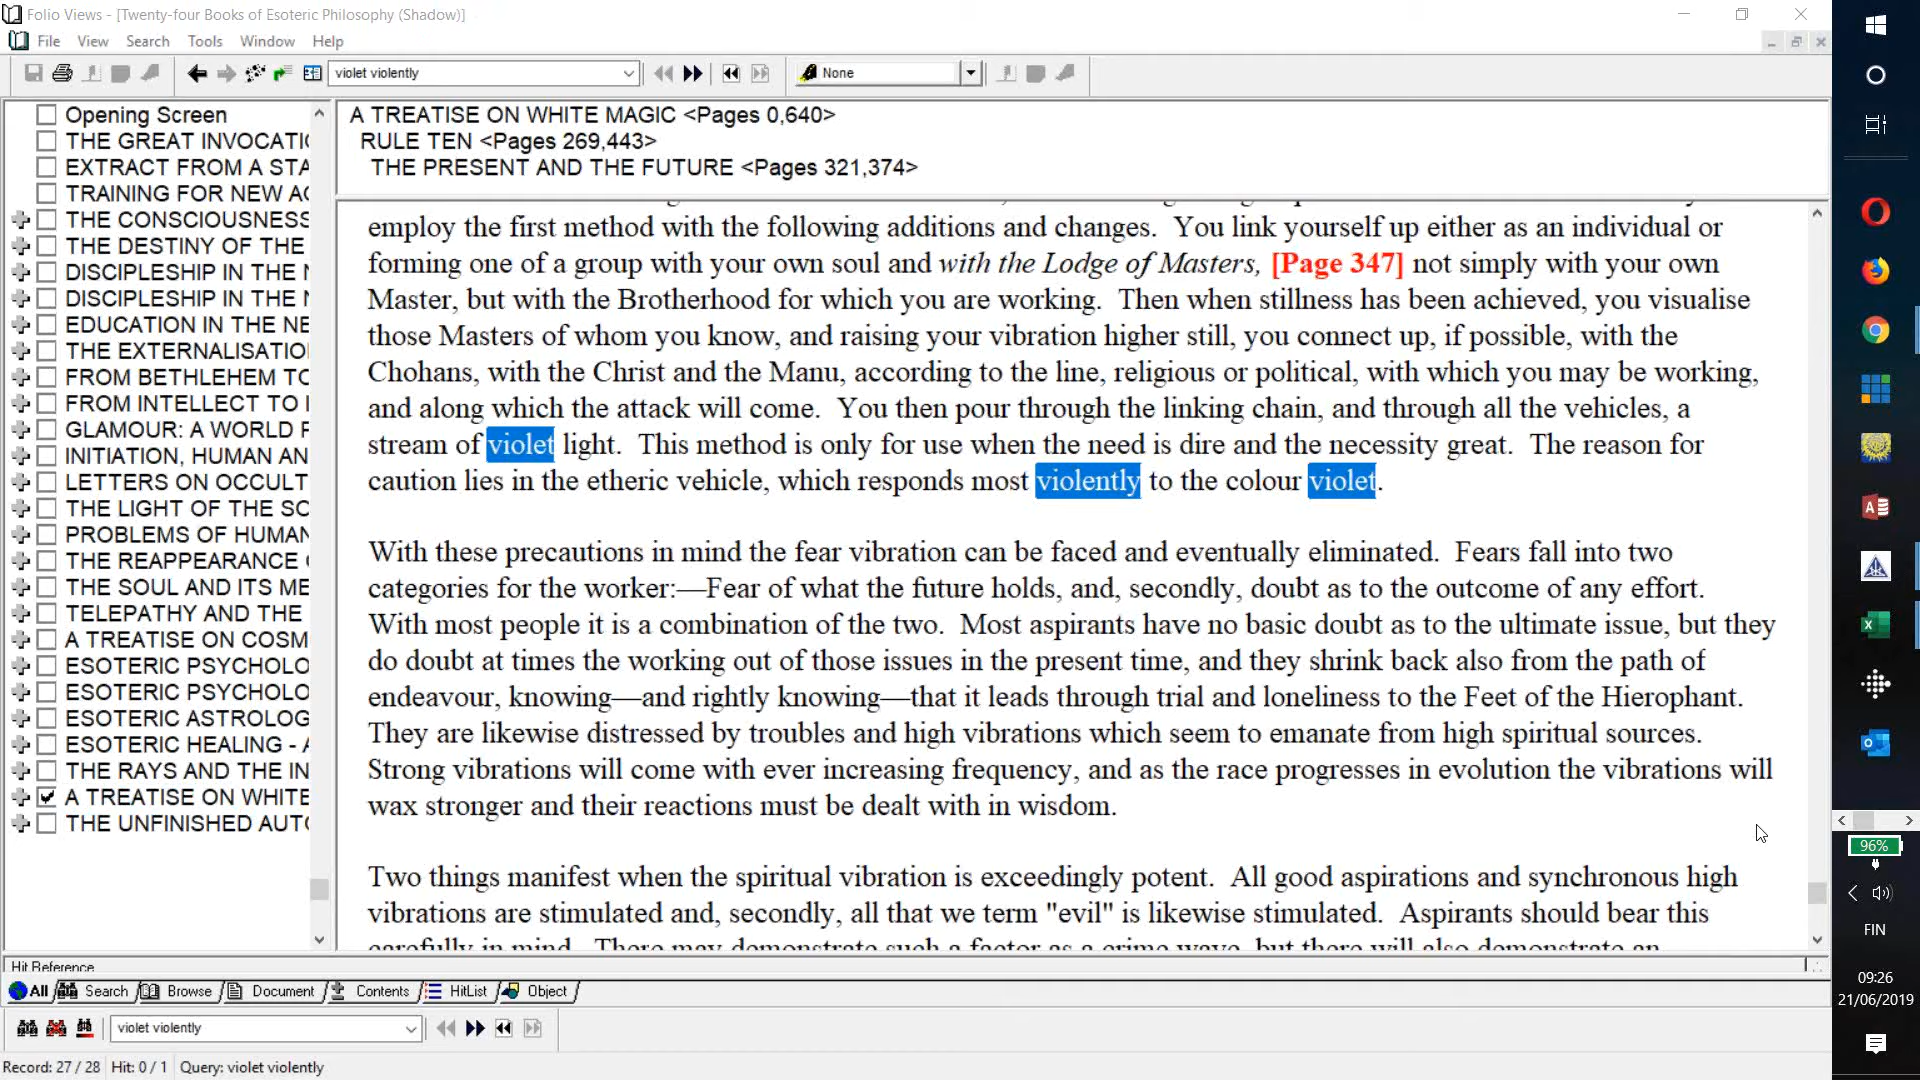 Folio Views - [Twenty-four Books of Esoteric Philosophy (Shadow)]
File View Search Tools Window Help
violet violently
None
Opening Screen
THE GREAT INVOCATI
EXTRACT FROM A STA
TRAINING FOR NEW A
THE CONSCIOUSNESS
THE DESTINY OF THE
DISCIPLESHIP IN THE N
DISCIPLESHIP IN THE N
EDUCATION IN THE NE
THE EXTERNALISATIO
FROM BETHLEHEM TO
FROM INTELLECT TO I
GLAMOUR: A WORLD P
INITIATION, HUMAN AN
LETTERS ON OCCULT
THE LIGHT OF THE SO
PROBLEMS OF HUMAN
THE REAPPEARANCE
THE SOUL AND ITS ME
TELEPATHY AND THE
A TREATISE ON COSM
ESOTERIC PSYCHOLO
ESOTERIC PSYCHOLO
ESOTERIC ASTROLOG
ESOTERIC HEALING - A
THE RAYS AND THE IN
A TREATISE ON WHITE
THE UNFINISHED AUTO
A TREATISE ON WHITE MAGIC <Pages 0,640>
RULE TEN <Pages 269,443>
THE PRESENT AND THE FUTURE <Pages 321,374>
employ the first method with the following additions and changes. You link yourself up either as an individual or
forming one of a group with your own soul and with the Lodge of Masters, [Page 347] not simply with your own
Master, but with the Brotherhood for which you are working. Then when stillness has been achieved, you visualise
those Masters of whom you know, and raising your vibration higher still, you connect up, if possible, with the
Chohans, with the Christ and the Manu, according to the line, religious or political, with which you may be working,
and along which the attack will come. You then pour through the linking chain, and through all the vehicles, a
stream of violet light. This method is only for use when the need is dire and the necessity great. The reason for
caution lies in the etheric vehicle, which responds most violently to the colour violet.
With these precautions in mind the fear vibration can be faced and eventually eliminated. Fears fall into two
categories for the worker:—Fear of what the future holds, and, secondly, doubt as to the outcome of any effort.
With most people it is a combination of the two. Most aspirants have no basic doubt as to the ultimate issue, but they
do doubt at times the working out of those issues in the present time, and they shrink back also from the path of
endeavour, knowing—and rightly knowing—that it leads through trial and loneliness to the Feet of the Hierophant.
They are likewise distressed by troubles and high vibrations which seem to emanate from high spiritual sources.
Strong vibrations will come with ever increasing frequency, and as the race progresses in evolution the vibrations will
wax stronger and their reactions must be dealt with in wisdom.
Two things manifest when the spiritual vibration is exceedingly potent. All good aspirations and synchronous high
vibrations are stimulated and, secondly, all that we term "evil" is likewise stimulated. Aspirants should bear this
carefully in mind. There may demonstrate such a factor as a crime wave, but there will also demonstrate an
Hit Reference
All Search Browse Document Contents HitList Object
violet violently
Record: 27 / 28 Hit: 0 / 1 Query: violet violently
96%
FIN
09:26
21/06/2019